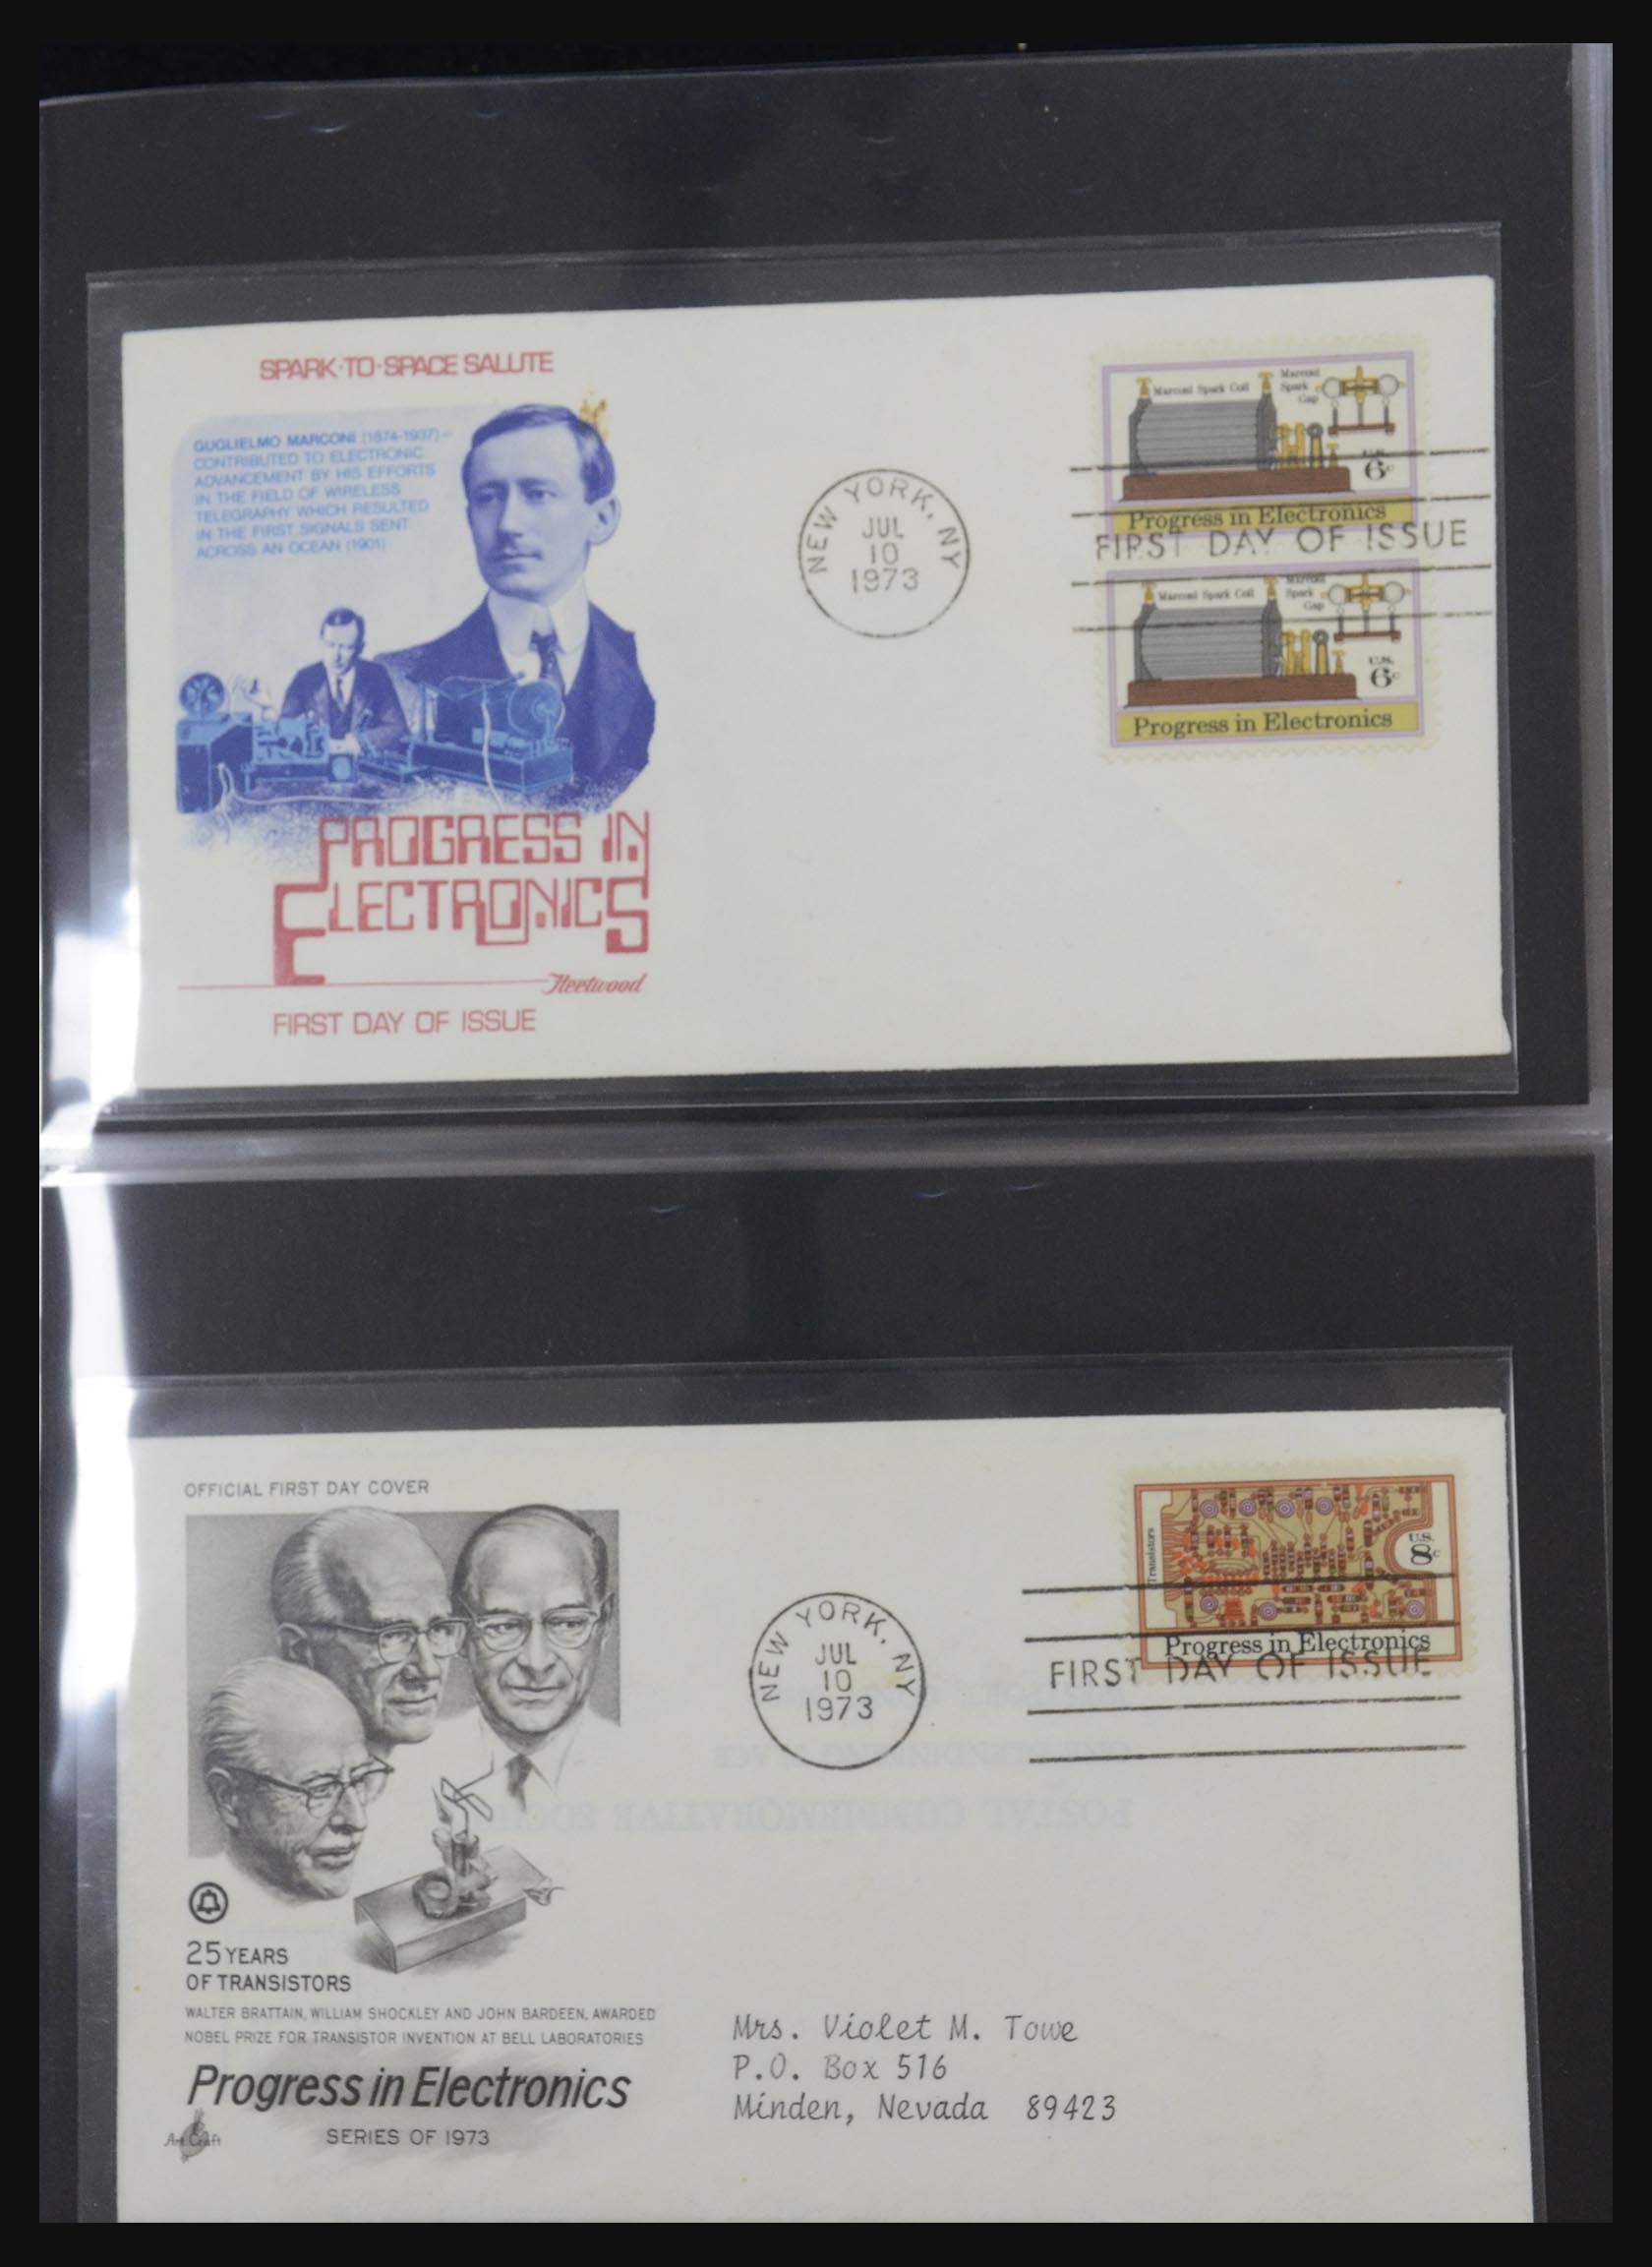 SPARK·TO·SPACE SALUTE
GUGLIELMO MARCONI (1874-1937)—
CONTRIBUTED TO ELECTRONIC
ADVANCEMENT BY HIS EFFORTS
IN THE FIELD OF WIRELESS
TELEGRAPHY WHICH RESULTED
IN THE FIRST SIGNALS SENT
ACROSS AN OCEAN (1901)
PROGRESS IN
ELECTRONICS
Fleetwood
FIRST DAY OF ISSUE
NEW YORK, NY
JUL
10
1973
Marconi Spark Coil
Marconi
Spark
Gap
U.S.
6c
Progress in Electronics
FIRST DAY OF ISSUE
Marconi Spark Coil
Marconi
Spark
Gap
U.S.
6c
Progress in Electronics
OFFICIAL FIRST DAY COVER
25 YEARS
OF TRANSISTORS
WALTER BRATTAIN, WILLIAM SHOCKLEY AND JOHN BARDEEN, AWARDED
NOBEL PRIZE FOR TRANSISTOR INVENTION AT BELL LABORATORIES
Progress in Electronics
SERIES OF 1973
Art Craft
NEW YORK, NY
JUL
10
1973
Transistors
U.S.
8c
Progress in Electronics
FIRST DAY OF ISSUE
POSTAL COMMEMORATIVE
Mrs. Violet M. Towe
P.O. Box 516
Minden, Nevada 89423